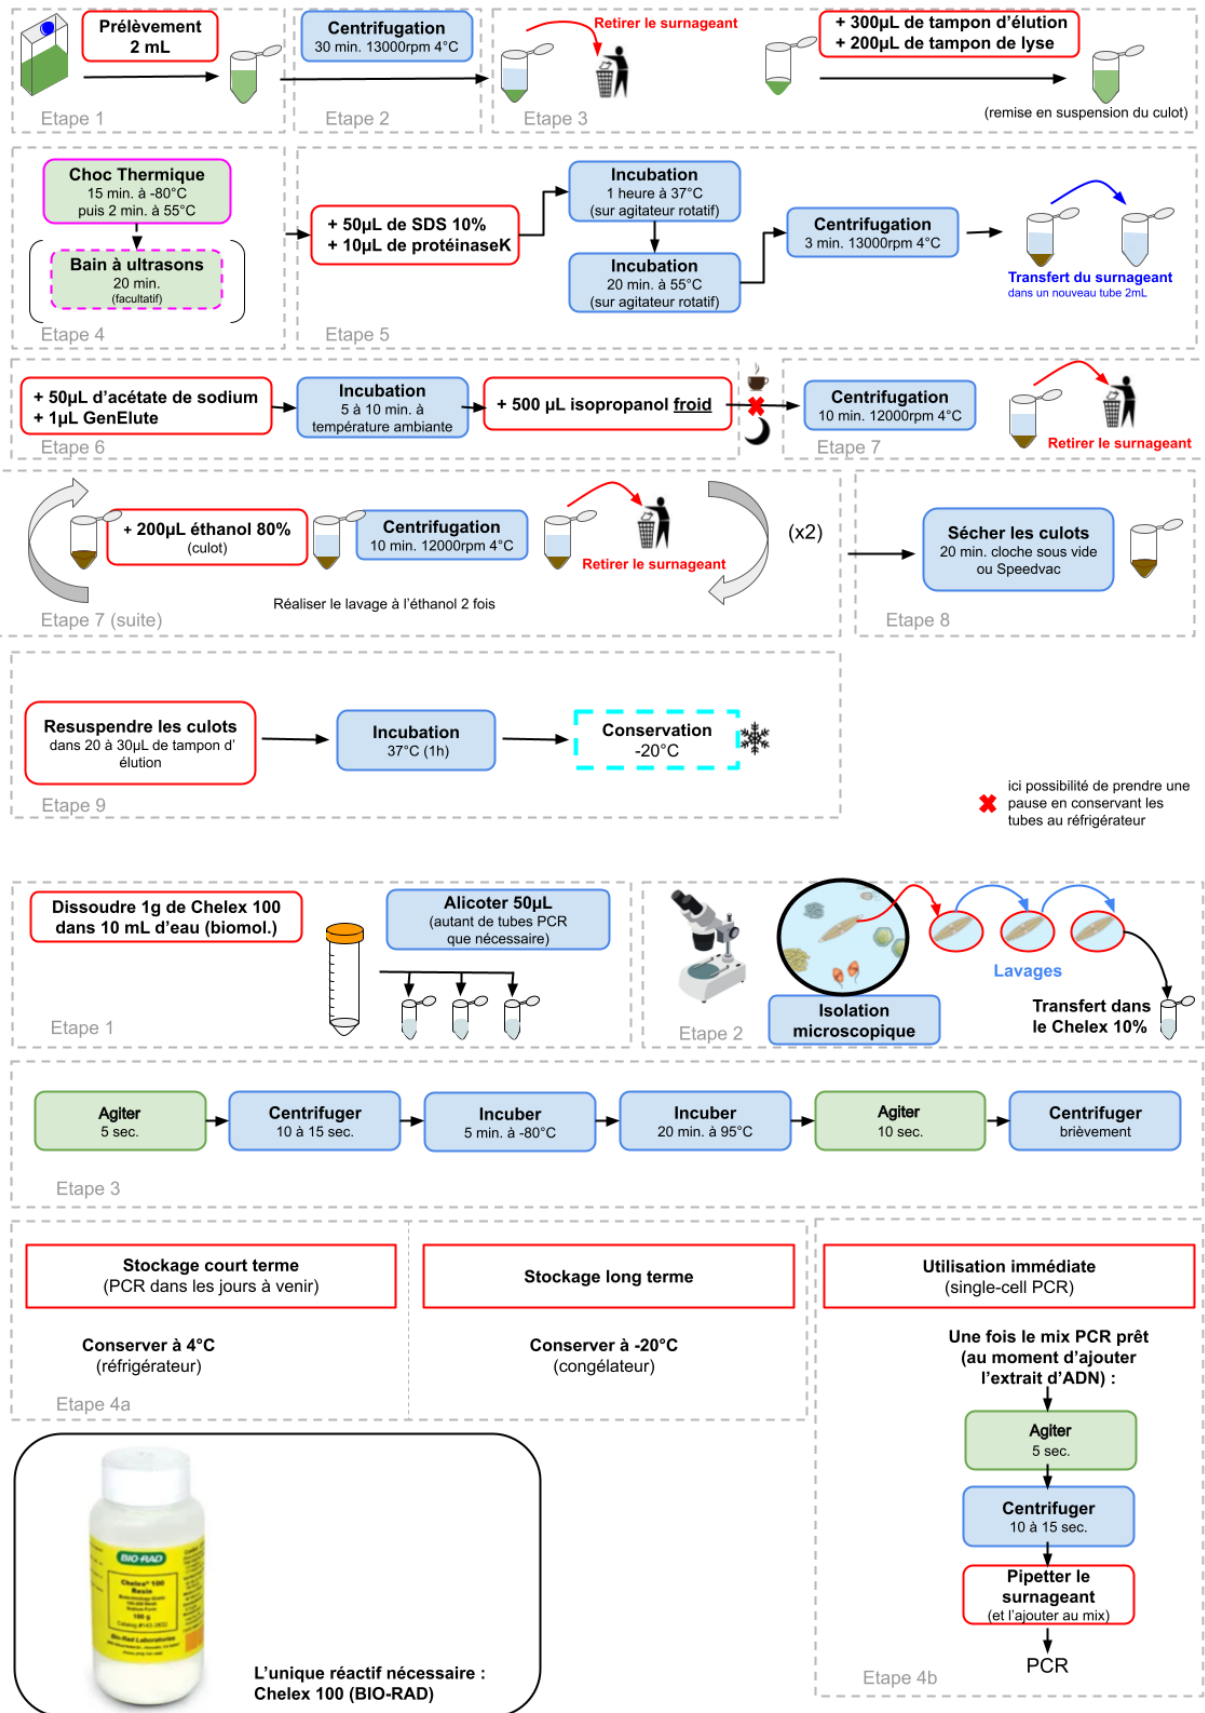 Prélèvement
2 mL
Etape 1
Centrifugation
30 min. 13000rpm 4°C
Etape 2
Retirer le surnageant
+ 300µL de tampon d’élution
+ 200µL de tampon de lyse
(remise en suspension du culot)
Etape 3
Choc Thermique
15 min. à -80°C
puis 2 min. à 55°C
Bain à ultrasons
20 min.
(facultatif)
Etape 4
+ 50µL de SDS 10%
+ 10µL de protéinaseK
Incubation
1 heure à 37°C
(sur agitateur rotatif)
Incubation
20 min. à 55°C
(sur agitateur rotatif)
Centrifugation
3 min. 13000rpm 4°C
Transfert du surnageant
dans un nouveau tube 2mL
Etape 5
+ 50µL d’acétate de sodium
+ 1µL GenElute
Incubation
5 à 10 min. à
température ambiante
+ 500 µL isopropanol froid
Etape 6
Centrifugation
10 min. 12000rpm 4°C
Retirer le surnageant
Etape 7
+ 200µL éthanol 80%
(culot)
Centrifugation
10 min. 12000rpm 4°C
Retirer le surnageant
(x2)
Réaliser le lavage à l’éthanol 2 fois
Etape 7 (suite)
Sécher les culots
20 min. cloche sous vide
ou Speedvac
Etape 8
Resuspendre les culots
dans 20 à 30µL de tampon d’
élution
Incubation
37°C (1h)
Conservation
-20°C
Etape 9
ici possibilité de prendre une
pause en conservant les
tubes au réfrigérateur
Dissoudre 1g de Chelex 100
dans 10 mL d’eau (biomol.)
Alicoter 50µL
(autant de tubes PCR
que nécessaire)
Etape 1
Isolation
microscopique
Lavages
Transfert dans
le Chelex 10%
Etape 2
Agiter
5 sec.
Centrifuger
10 à 15 sec.
Incuber
5 min. à -80°C
Incuber
20 min. à 95°C
Agiter
10 sec.
Centrifuger
brièvement
Etape 3
Stockage court terme
(PCR dans les jours à venir)
Conserver à 4°C
(réfrigérateur)
Stockage long terme
Conserver à -20°C
(congélateur)
Etape 4a
Utilisation immédiate
(single-cell PCR)
Une fois le mix PCR prêt
(au moment d’ajouter
l’extrait d’ADN) :
Agiter
5 sec.
Centrifuger
10 à 15 sec.
Pipetter le
surnageant
(et l’ajouter au mix)
PCR
Etape 4b
BIO-RAD
Chelex® 100
Resin
100 g
Bio-Rad Laboratories
L’unique réactif nécessaire :
Chelex 100 (BIO-RAD)